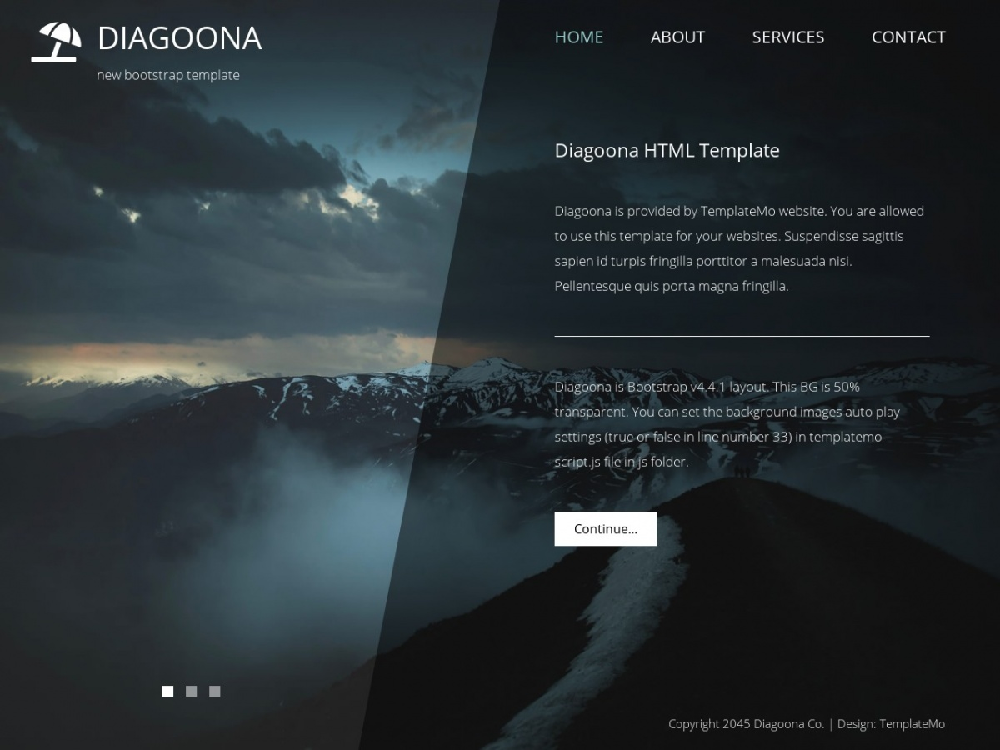 DIAGOONA
new bootstrap template
HOME ABOUT SERVICES CONTACT
Diagoona HTML Template
Diagoona is provided by TemplateMo website. You are allowed
to use this template for your websites. Suspendisse sagittis
sapien id turpis fringilla porttitor a malesuada nisi.
Pellentesque quis porta magna fringilla.
Diagoona is Bootstrap v4.4.1 layout. This BG is 50%
transparent. You can set the background images auto play
settings (true or false in line number 33) in templatemo-
script.js file in js folder.
Continue...
Copyright 2045 Diagoona Co. | Design: TemplateMo